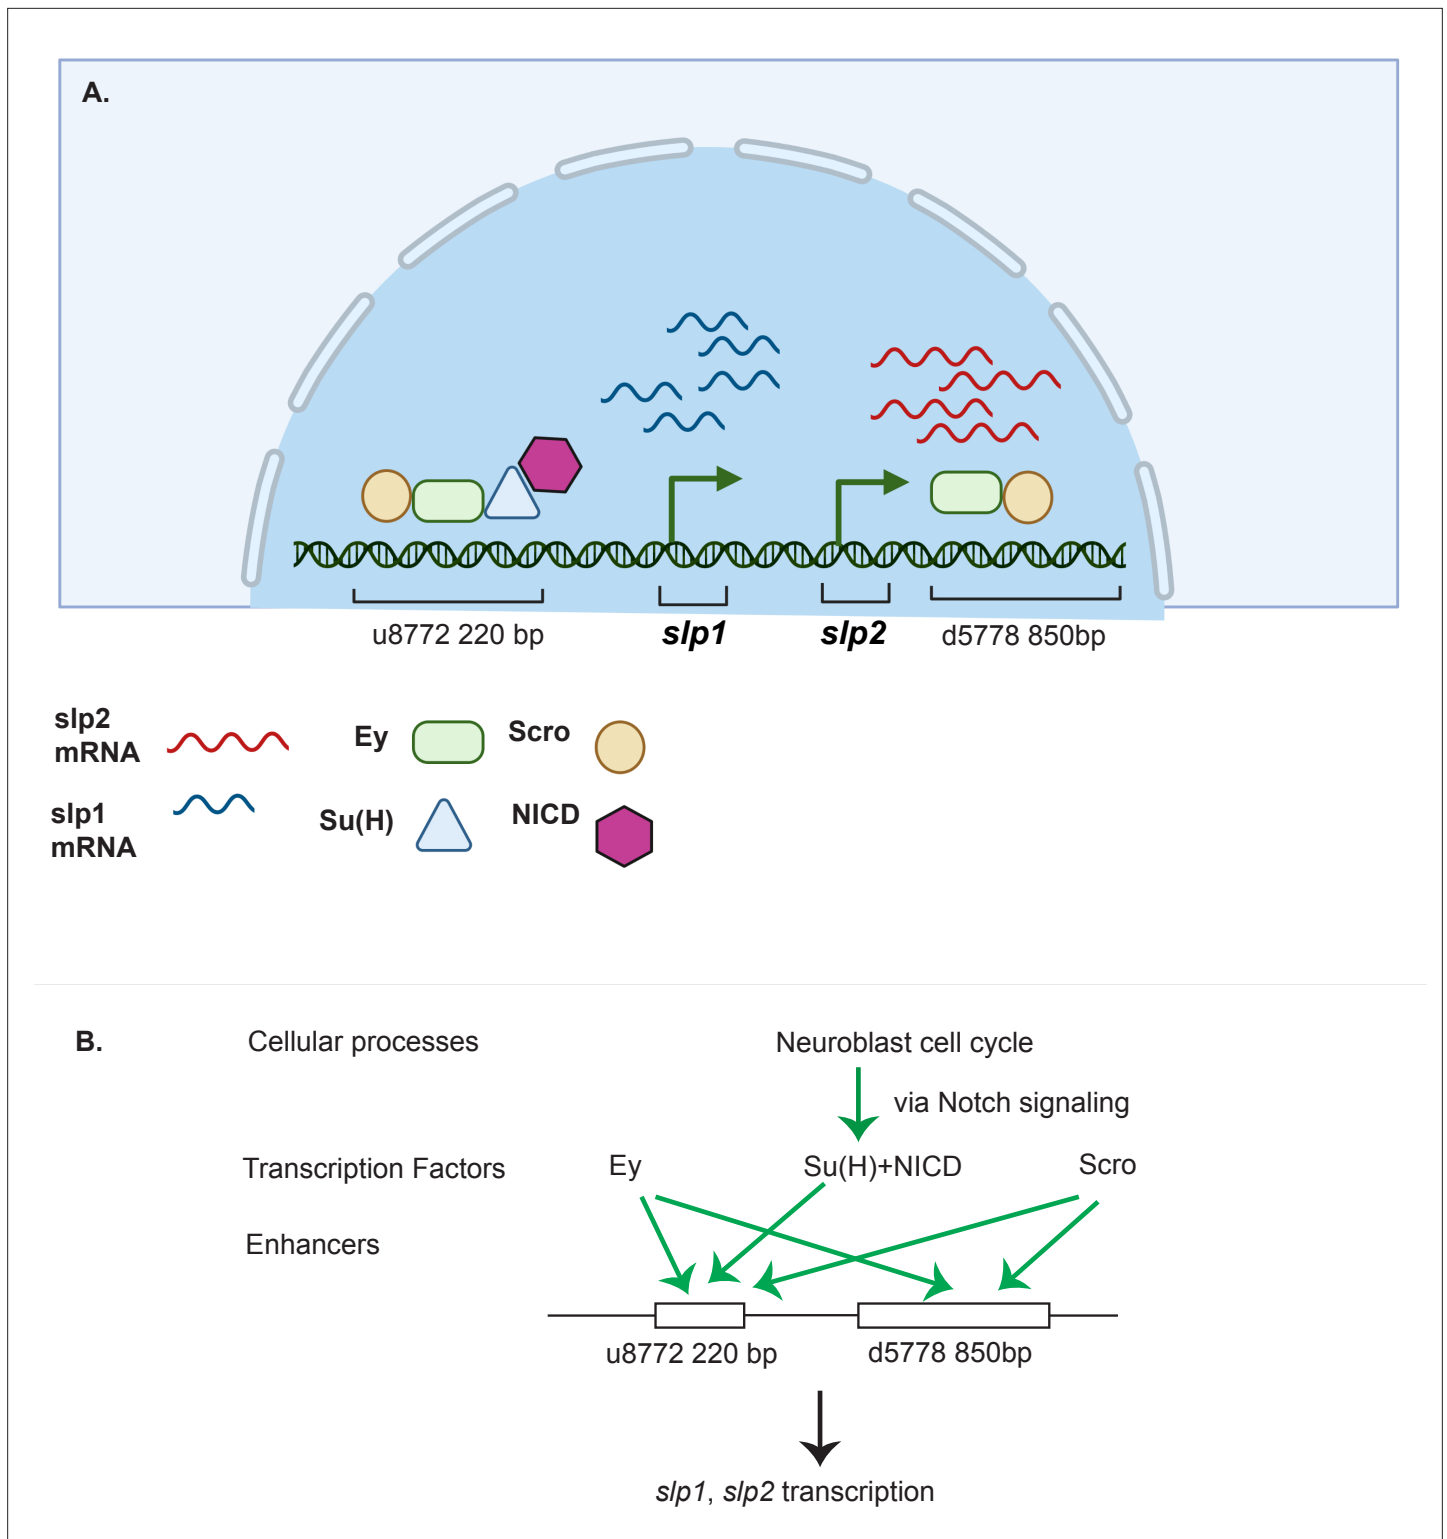 A.
u8772 220 bp
slp1
slp2
d5778 850bp
slp2
mRNA
Ey
Scro
slp1
mRNA
Su(H)
NICD
B.
Cellular processes
Neuroblast cell cycle
via Notch signaling
Transcription Factors
Ey
Su(H)+NICD
Scro
Enhancers
u8772 220 bp
d5778 850bp
slp1, slp2 transcription